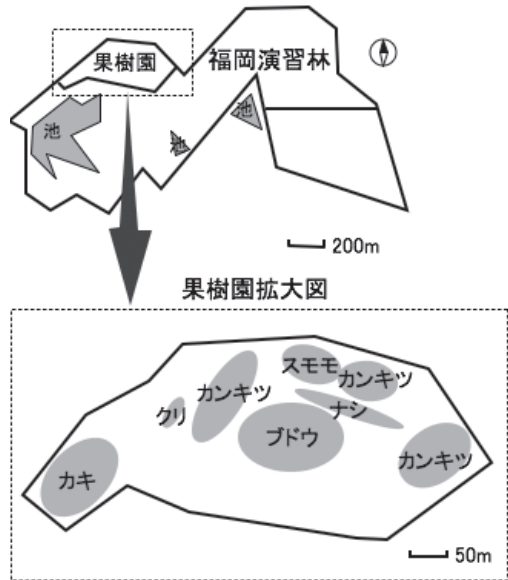 果樹園
福岡演習林
池
池
池
200m
果樹園拡大図
スモモ
カンキツ
カンキツ
クリ
ナシ
ブドウ
カンキツ
カキ
50m